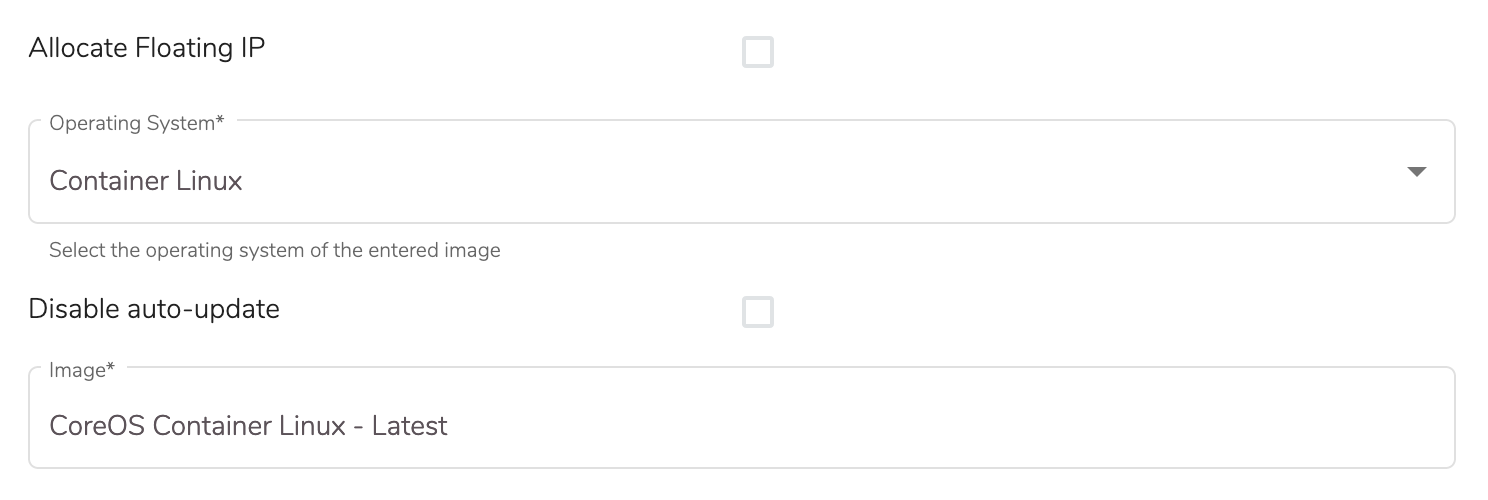 Allocate Floating IP
Operating System*
Container Linux
Select the operating system of the entered image
Disable auto-update
Image*
CoreOS Container Linux - Latest